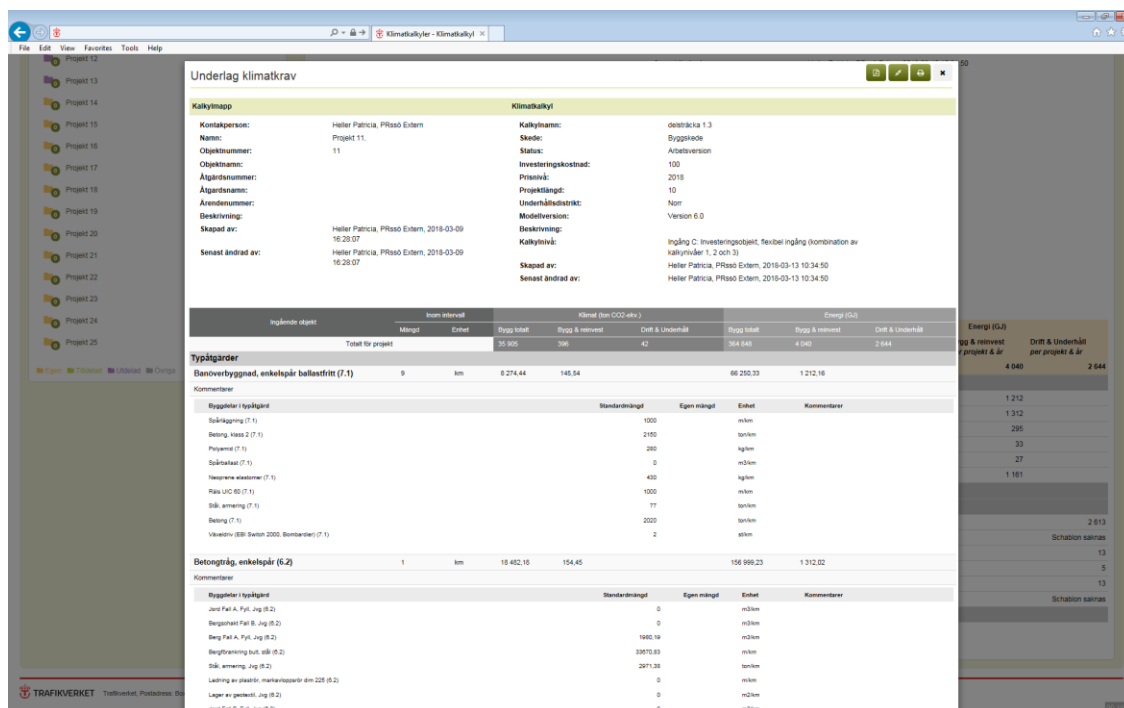 Klimatkalkyler - Klimatkalkyl
File Edit View Favorites Tools Help
Projekt 12
Projekt 13
Projekt 14
Projekt 15
Projekt 16
Projekt 17
Projekt 18
Projekt 19
Projekt 20
Projekt 21
Projekt 22
Projekt 23
Projekt 24
Projekt 25
Egen Tilldelad Utdelad Övriga
Underlag klimatkrav
Kalkylmapp Klimatkalkyl
Kontakperson: Heller Patricia, PRssö Extern
Namn: Projekt 11.
Objektnummer: 11
Objektnamn:
Åtgärdsnummer:
Åtgardsnamn:
Ärendenummer:
Beskrivning:
Skapad av: Heller Patricia, PRssö Extern, 2018-03-09
16:28:07
Senast ändrad av: Heller Patricia, PRssö Extern, 2018-03-09
16:28:07
Kalkylnamn: delsträcka 1.3
Skede: Byggskede
Status: Arbetsversion
Investeringskostnad: 100
Prisnivå: 2018
Projektlängd: 10
Underhållsdistrikt: Norr
Modellversion: Version 6.0
Beskrivning:
Kalkylnivå: Ingång C: Investeringsobjekt, flexibel ingång (kombination av
kalkynivåer 1, 2 och 3)
Skapad av: Heller Patricia, PRssö Extern, 2018-03-13 10:34:50
Senast ändrad av: Heller Patricia, PRssö Extern, 2018-03-13 10:34:50
Ingående objekt Inom intervall Klimat (ton CO2-ekv.) Energi (GJ)
Mängd Enhet Bygg totalt Bygg & reinvest Drift & Underhåll Bygg totalt Bygg & reinvest Drift & Underhåll
Totalt för projekt 35 905 396 42 364 848 4 040 2 644
Typåtgärder
Banöverbyggnad, enkelspår ballastfritt (7.1) 9 km 8 274,44 145,54 66 250,33 1 212,16
Kommentarer
Byggdelar i typåtgärd Standardmängd Egen mängd Enhet Kommentarer
Spårläggning (7.1) 1000 m/km
Betong, klass 2 (7.1) 2150 ton/km
Polyamid (7.1) 280 kg/km
Spårballast (7.1) 0 m3/km
Neoprene elastomer (7.1) 430 kg/km
Räls UIC 60 (7.1) 1000 m/km
Stål, armering (7.1) 77 ton/km
Betong (7.1) 2020 ton/km
Växeldriv (EBI Switch 2000, Bombardier) (7.1) 2 st/km
Betongtråg, enkelspår (6.2) 1 km 18 482,18 154,45 156 999,23 1 312,02
Kommentarer
Byggdelar i typåtgärd Standardmängd Egen mängd Enhet Kommentarer
Jord Fall A, Fyll, Jvg (6.2) 0 m3/km
Bergschakt Fall B, Jvg (6.2) 0 m3/km
Berg Fall A, Fyll, Jvg (6.2) 1980,19 m3/km
Bergförankring bult, stål (6.2) 33670,83 m/km
Stål, armering, Jvg (6.2) 2971,38 ton/km
Ledning av plaströr, markavloppsrör dim 225 (6.2) 0 m/km
Lager av geotextil, Jvg (6.2) 0 m2/km
Energi (GJ)
Drift & Underhåll
per projekt & år
4 040 2 644
1 212
1 312
295
33
27
1 161
2 613
Schablon saknas
13
5
13
Schablon saknas
TRAFIKVERKET Trafikverket, Postadress: